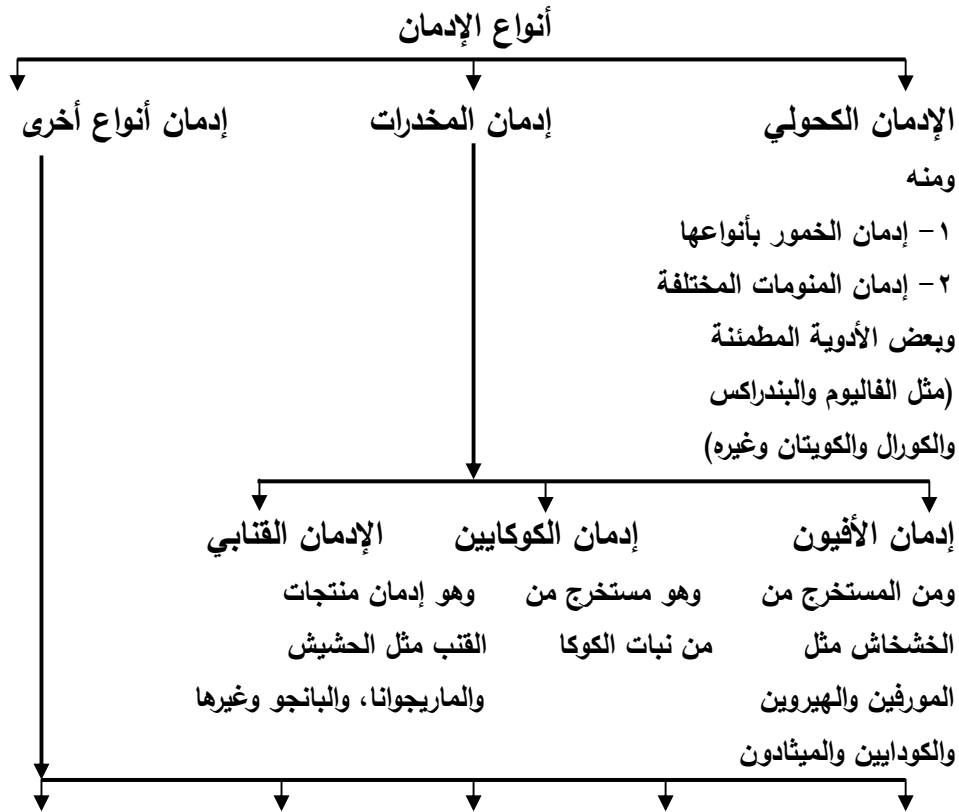 أنواع الإدمان
الإدمان الكحولي
إدمان المخدرات
إدمان أنواع أخرى
ومنه
١- إدمان الخمور بأنواعها
٢- إدمان المنومات المختلفة
وبعض الأدوية المطمئنة
(مثل الفاليوم والبندراكس
والكورال والكويتان وغيره)
إدمان الأفيون
إدمان الكوكايين
الإدمان القنابي
ومن المستخرج من
الخشخاش مثل
المورفين والهيروين
والكودايين والميثادون
وهو مستخرج من
من نبات الكوكا
وهو إدمان منتجات
القنب مثل الحشيش
والماريجوانا، والبانجو وغيرها